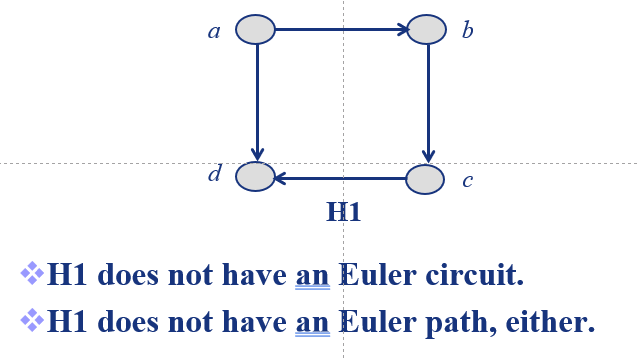 a b
d c
H1
❖H1 does not have an Euler circuit.
❖H1 does not have an Euler path, either.